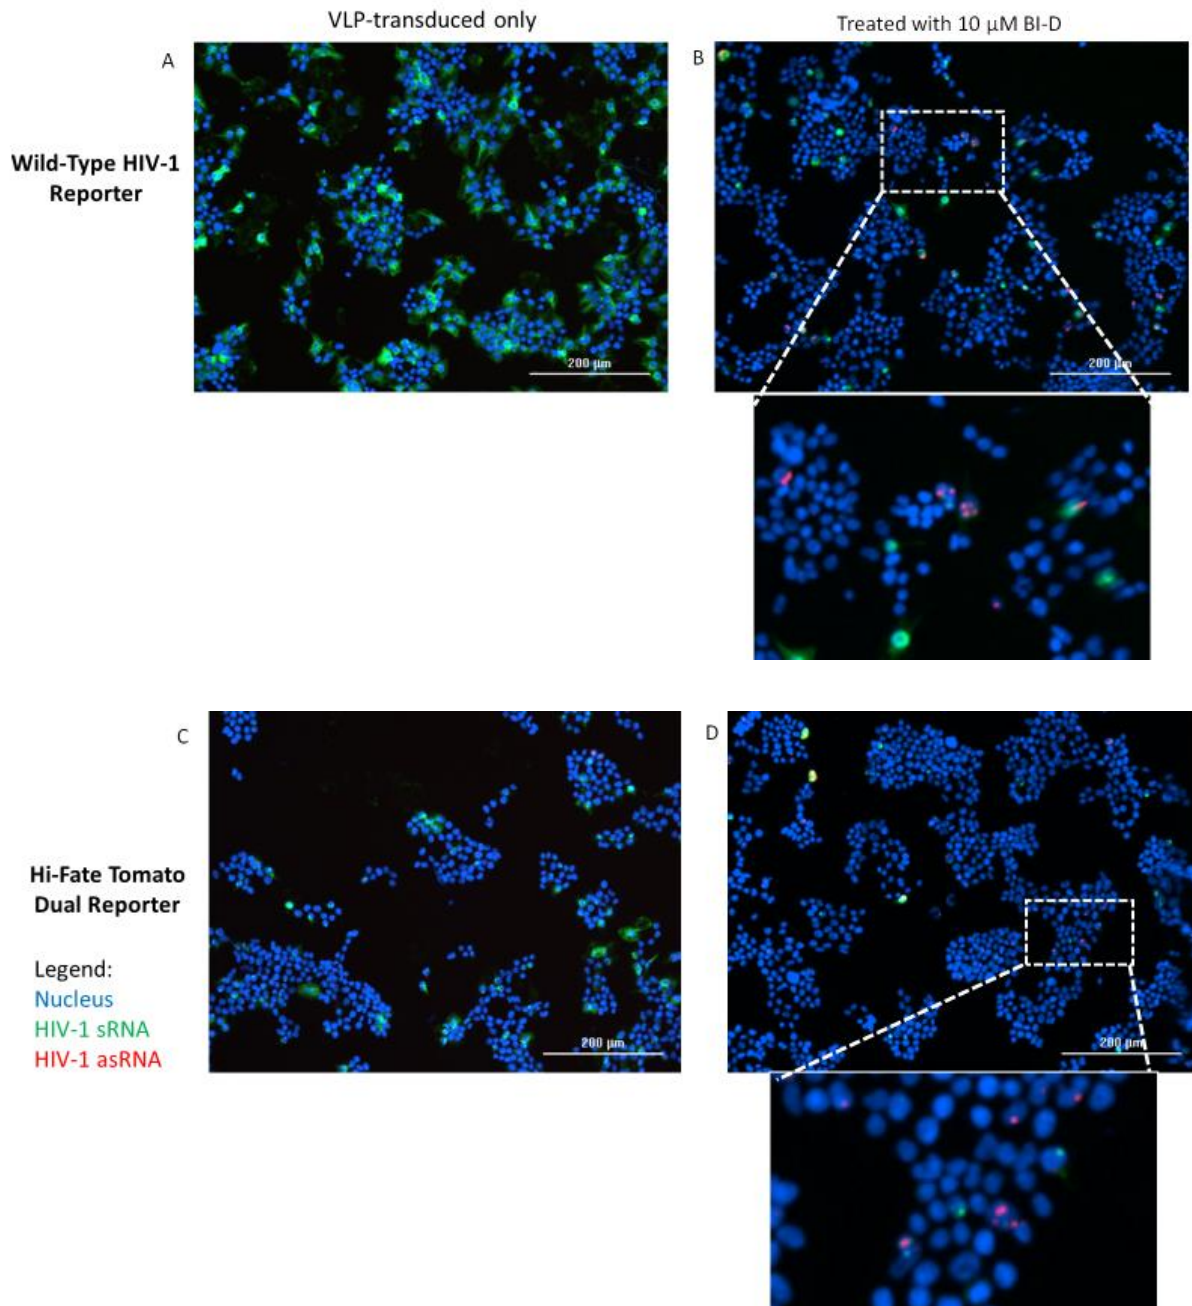 VLP-transduced only
Treated with 10 µM BI-D
A
B
Wild-Type HIV-1
Reporter
200 µm
200 µm
C
D
Hi-Fate Tomato
Dual Reporter
Legend:
Nucleus
HIV-1 sRNA
HIV-1 asRNA
200 µm
200 µm